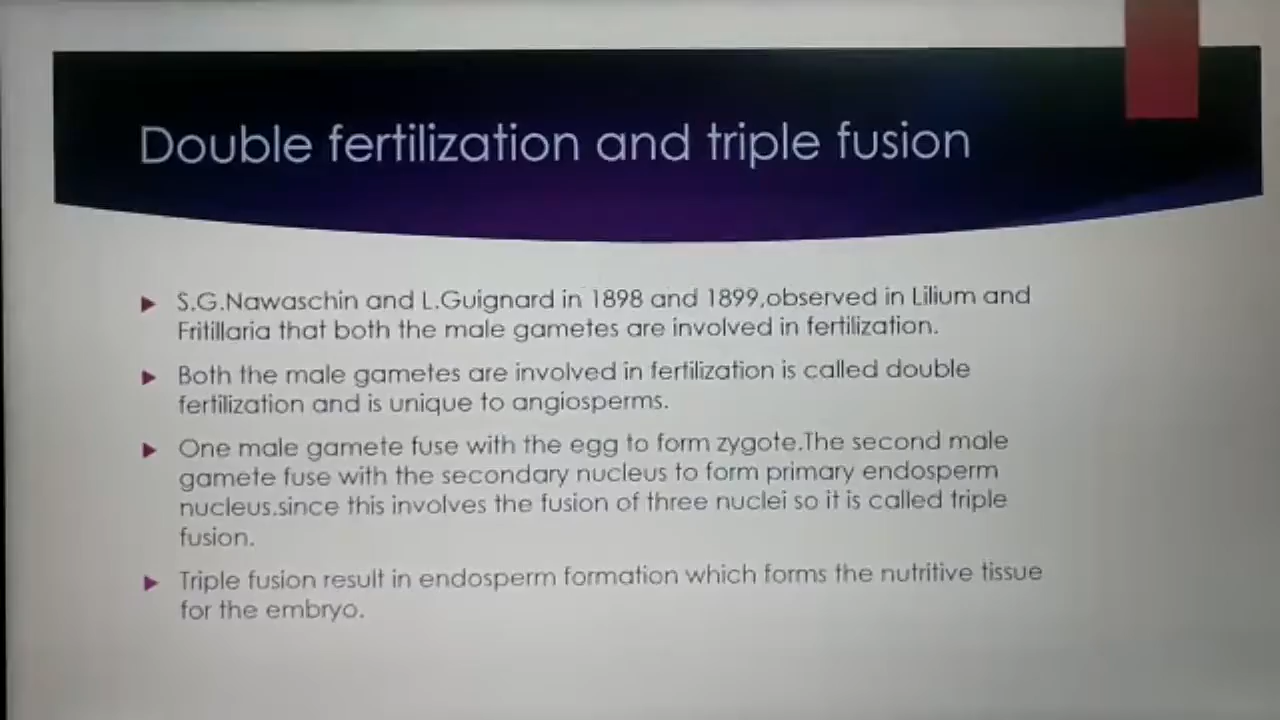 Double fertilization and triple fusion
S.G.Nawaschin and L.Guignard in 1898 and 1899,observed in Lilium and
Fritillaria that both the male gametes are involved in fertilization.
Both the male gametes are involved in fertilization is called double
fertilization and is unique to angiosperms.
One male gamete fuse with the egg to form zygote.The second male
gamete fuse with the secondary nucleus to form primary endosperm
nucleus.since this involves the fusion of three nuclei so it is called triple
fusion.
Triple fusion result in endosperm formation which forms the nutritive tissue
for the embryo.